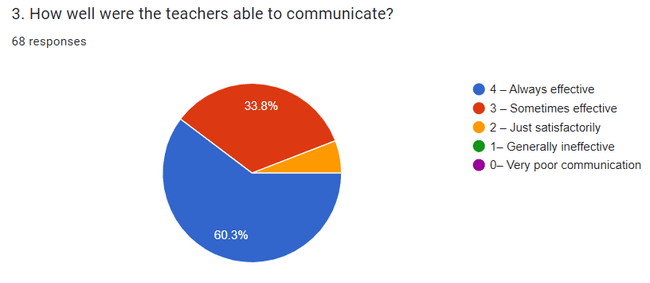 3. How well were the teachers able to communicate?
68 responses
33.8%
60.3%
4 – Always effective
3 – Sometimes effective
2 – Just satisfactorily
1– Generally ineffective
0– Very poor communication